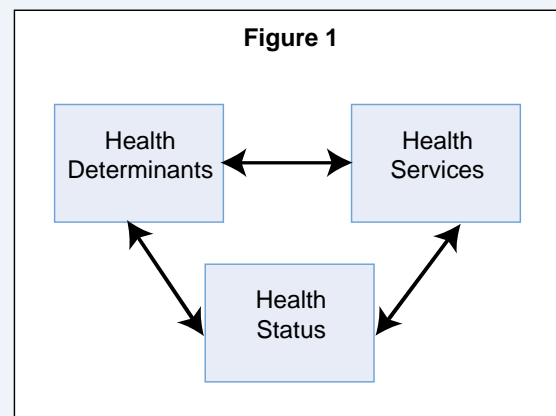 Figure 1
Health
Determinants
Health
Services
Health
Status